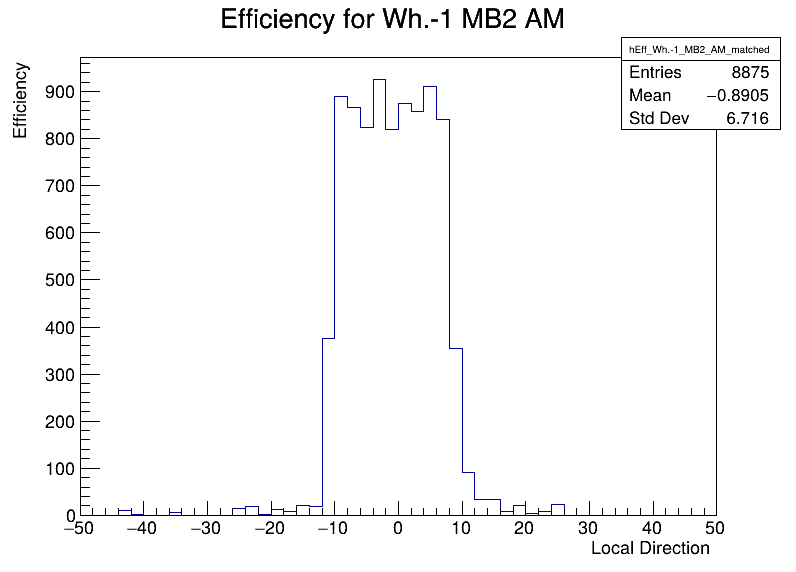 Efficiency for Wh.-1 MB2 AM
hEff_Wh.-1_MB2_AM_matched
Entries 8875
Mean −0.8905
Std Dev 6.716
Efficiency
900
800
700
600
500
400
300
200
100
0
−50 −40 −30 −20 −10 0 10 20 30 40 50
Local Direction